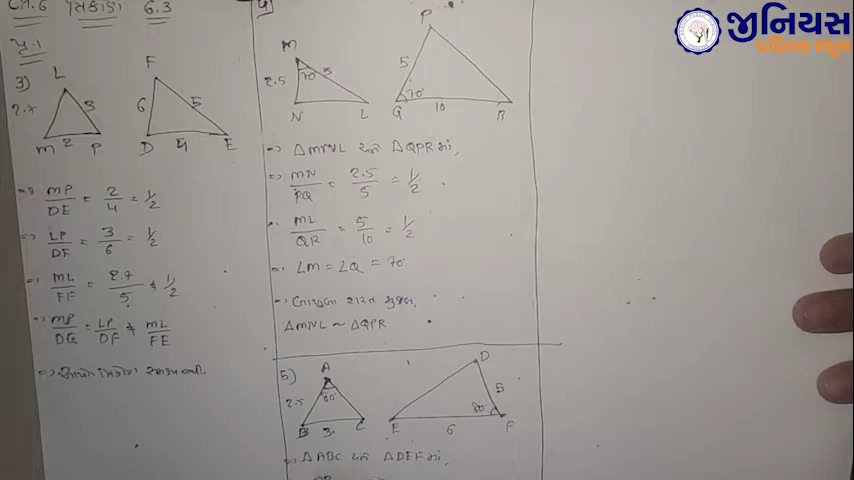 Ch.6 ત્રિકોણ 6.3
પ્ર.1
3)
L
2.7 3
M 2 P
F
6 5
D 4 E
=> MP/DE = 2/4 = 1/2
=> LP/DF = 3/6 = 1/2
=> ML/FE = 2.7/5 ≠ 1/2
=> MP/DE = LP/DF ≠ ML/FE
4)
M
2.5 70° 5
N L
P
5
70°
Q 10 R
=> ΔMNL અને ΔQPR માં,
=> MN/PQ = 2.5/5 = 1/2
ML/QR = 5/10 = 1/2
=> ∠M = ∠Q = 70°
=> બાખૂબા શરત મુજબ,
ΔMNL ~ ΔQPR
5)
A
2.5 80°
B 3 C
D
5
80°
E 6 F
=> ΔABC અને ΔDEF માં,
જીનિયસ
પબ્લિક સ્કૂલ